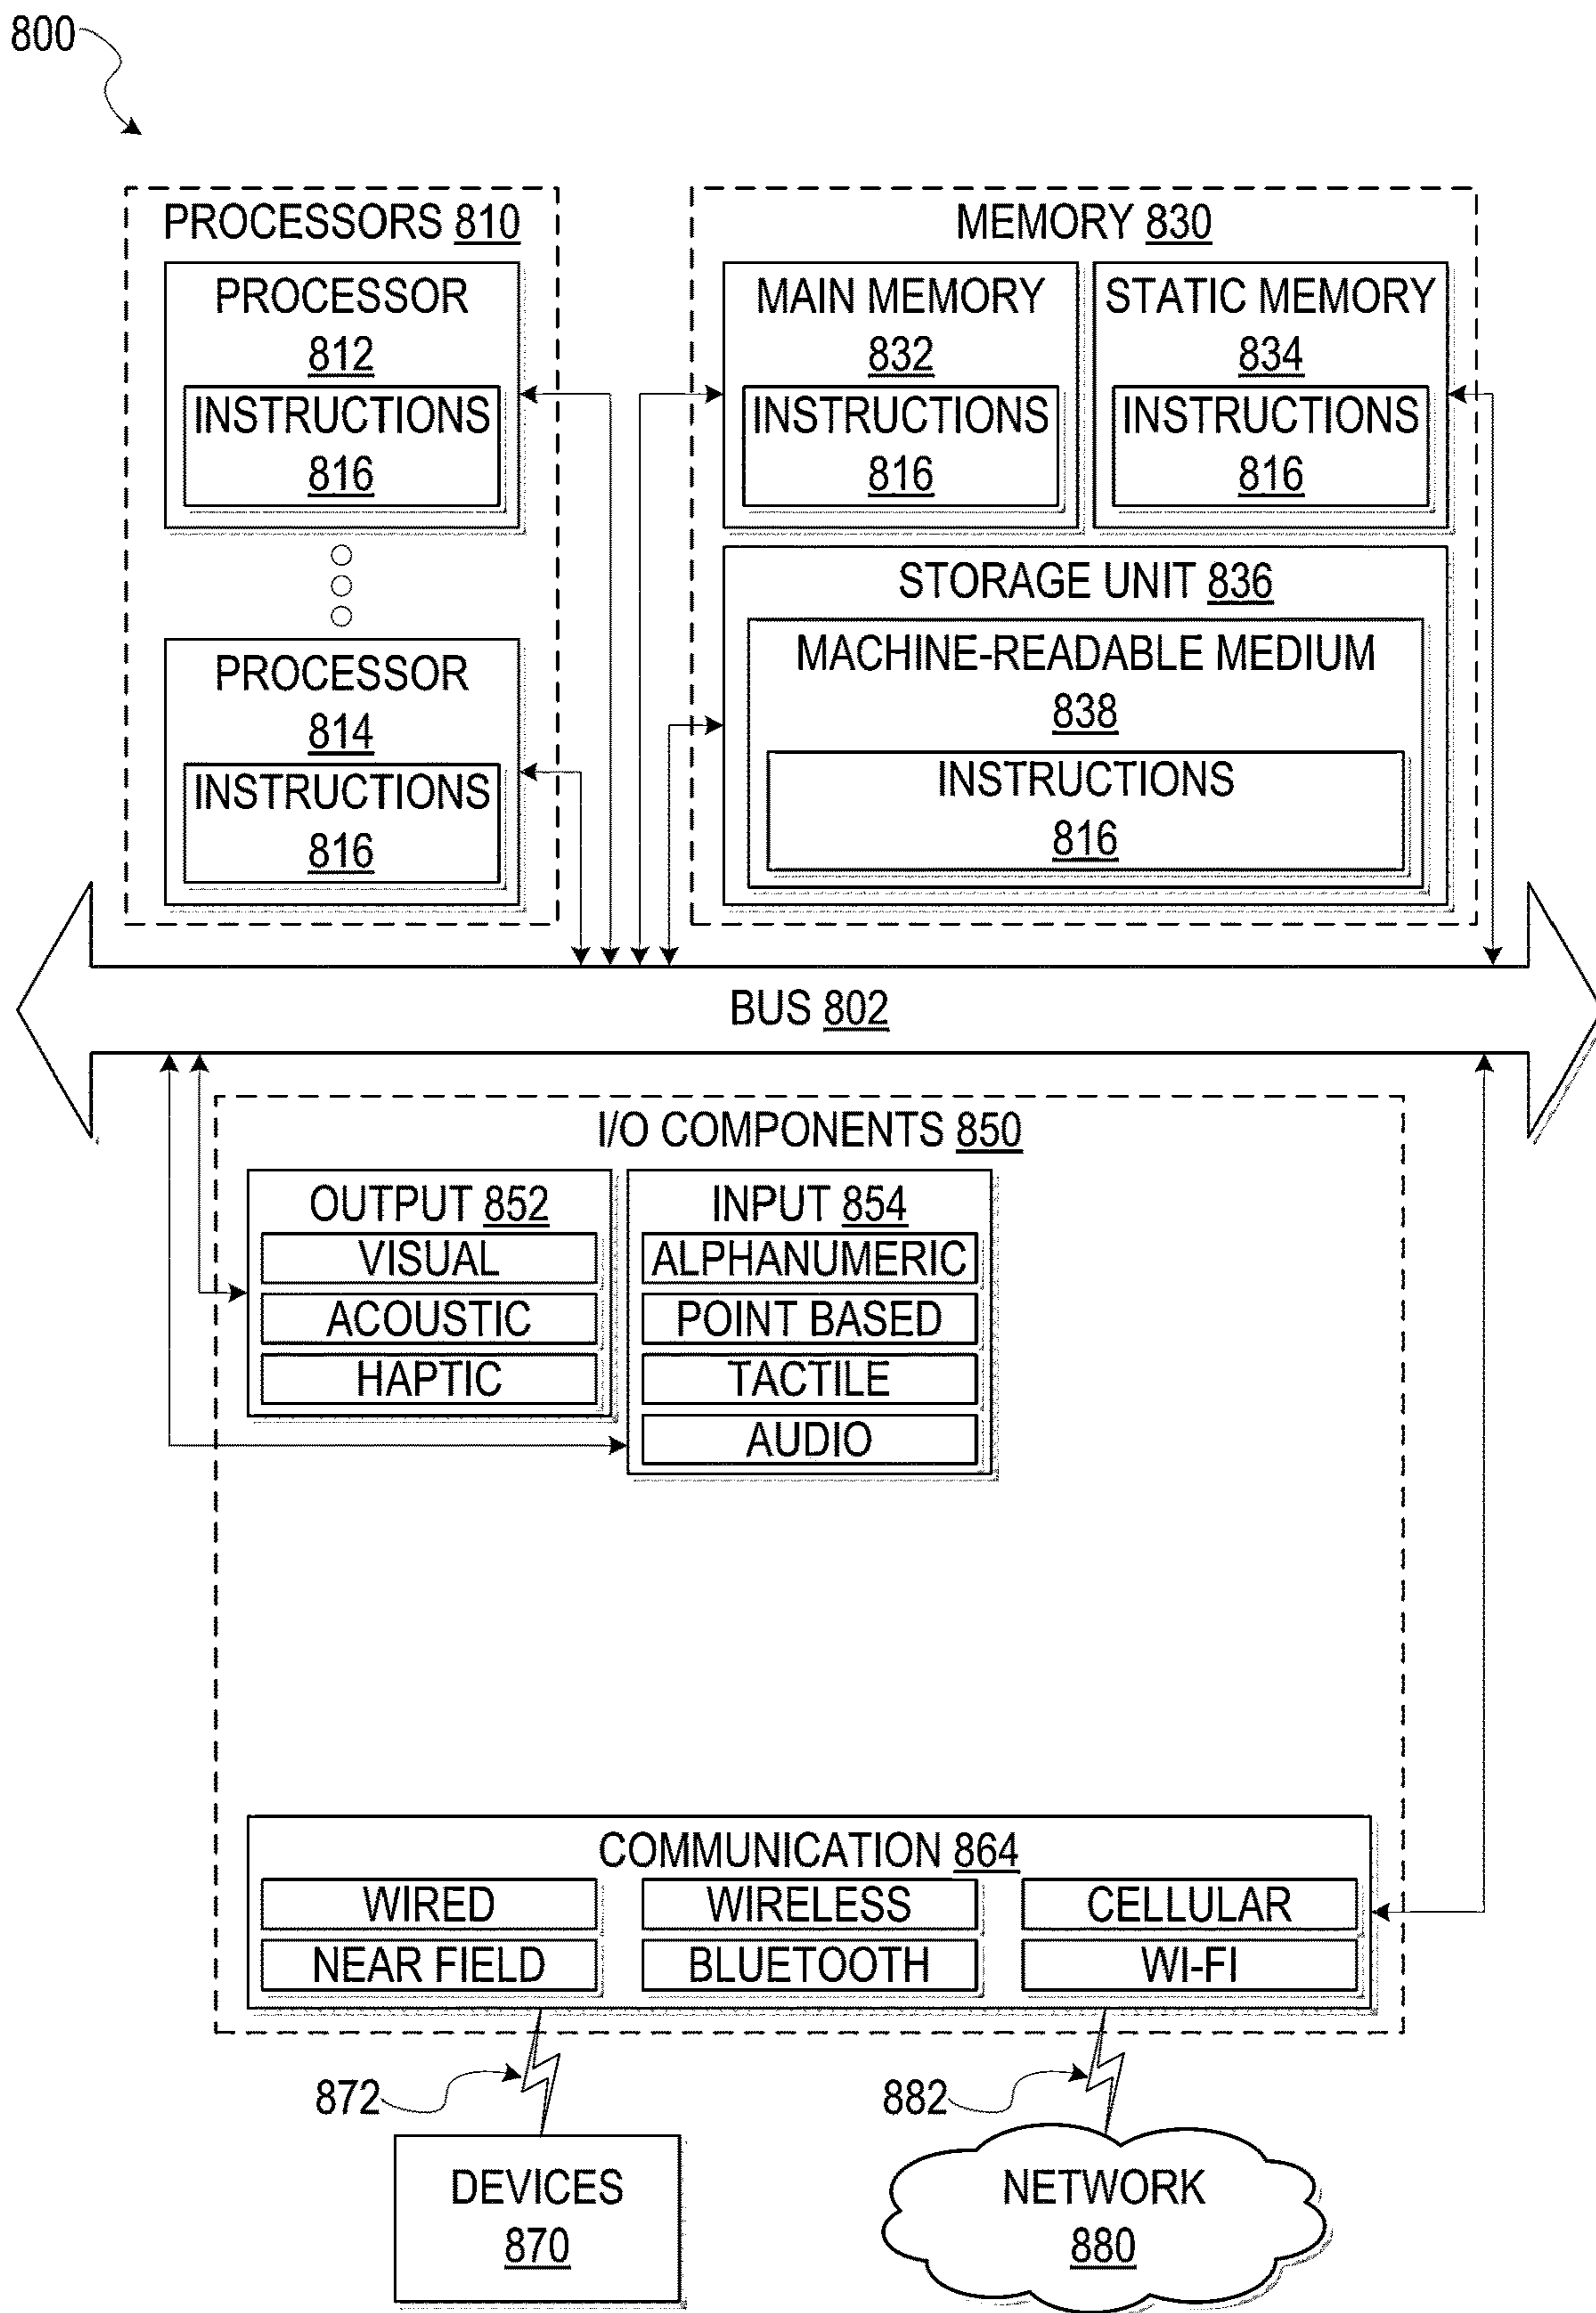 800
PROCESSORS 810
PROCESSOR
812
INSTRUCTIONS
816
PROCESSOR
814
INSTRUCTIONS
816
MEMORY 830
MAIN MEMORY
832
INSTRUCTIONS
816
STATIC MEMORY
834
INSTRUCTIONS
816
STORAGE UNIT 836
MACHINE-READABLE MEDIUM
838
INSTRUCTIONS
816
BUS 802
I/O COMPONENTS 850
OUTPUT 852
VISUAL
ACOUSTIC
HAPTIC
INPUT 854
ALPHANUMERIC
POINT BASED
TACTILE
AUDIO
COMMUNICATION 864
WIRED
WIRELESS
CELLULAR
NEAR FIELD
BLUETOOTH
WI-FI
872
882
DEVICES
870
NETWORK
880